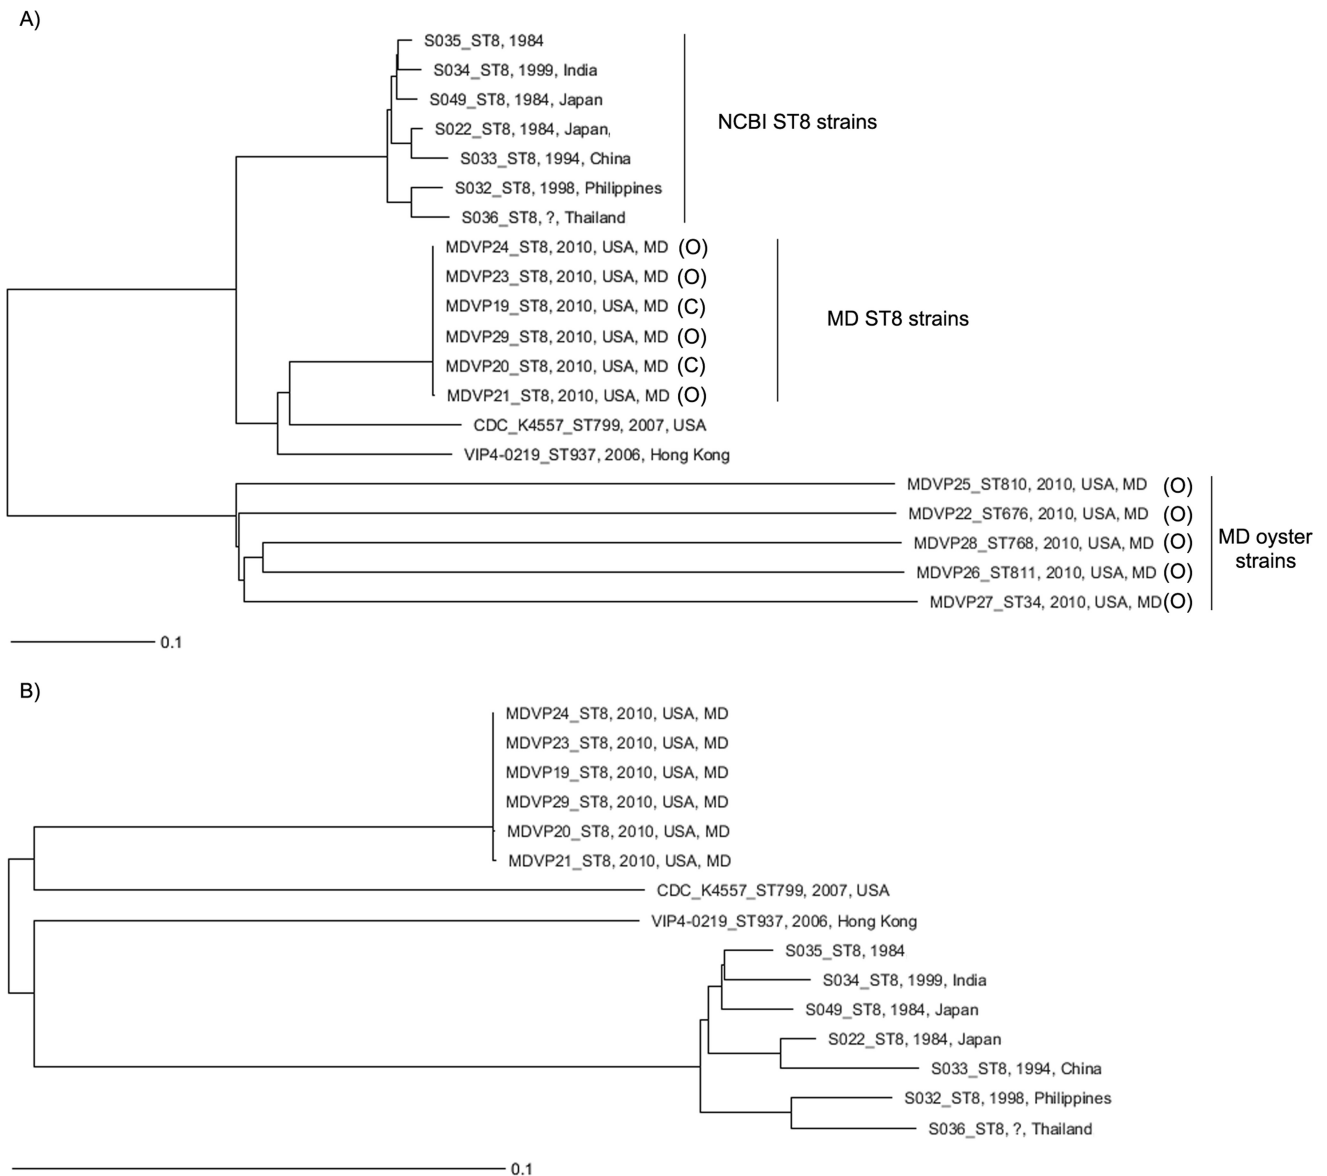 A)
S035_ST8, 1984
S034_ST8, 1999, India
S049_ST8, 1984, Japan
NCBI ST8 strains
S022_ST8, 1984, Japan,
S033_ST8, 1994, China
S032_ST8, 1998, Philippines
S036_ST8, ?, Thailand
MDVP24_ST8, 2010, USA, MD (O)
MDVP23_ST8, 2010, USA, MD (O)
MDVP19_ST8, 2010, USA, MD (C)
MD ST8 strains
MDVP29_ST8, 2010, USA, MD (O)
MDVP20_ST8, 2010, USA, MD (C)
MDVP21_ST8, 2010, USA, MD (O)
CDC_K4557_ST799, 2007, USA
VIP4-0219_ST937, 2006, Hong Kong
MDVP25_ST810, 2010, USA, MD (O)
MDVP22_ST676, 2010, USA, MD (O)
MDVP28_ST768, 2010, USA, MD (O)
MD oyster
strains
MDVP26_ST811, 2010, USA, MD (O)
MDVP27_ST34, 2010, USA, MD (O)
0.1
B)
MDVP24_ST8, 2010, USA, MD
MDVP23_ST8, 2010, USA, MD
MDVP19_ST8, 2010, USA, MD
MDVP29_ST8, 2010, USA, MD
MDVP20_ST8, 2010, USA, MD
MDVP21_ST8, 2010, USA, MD
CDC_K4557_ST799, 2007, USA
VIP4-0219_ST937, 2006, Hong Kong
S035_ST8, 1984
S034_ST8, 1999, India
S049_ST8, 1984, Japan
S022_ST8, 1984, Japan
S033_ST8, 1994, China
S032_ST8, 1998, Philippines
S036_ST8, ?, Thailand
0.1